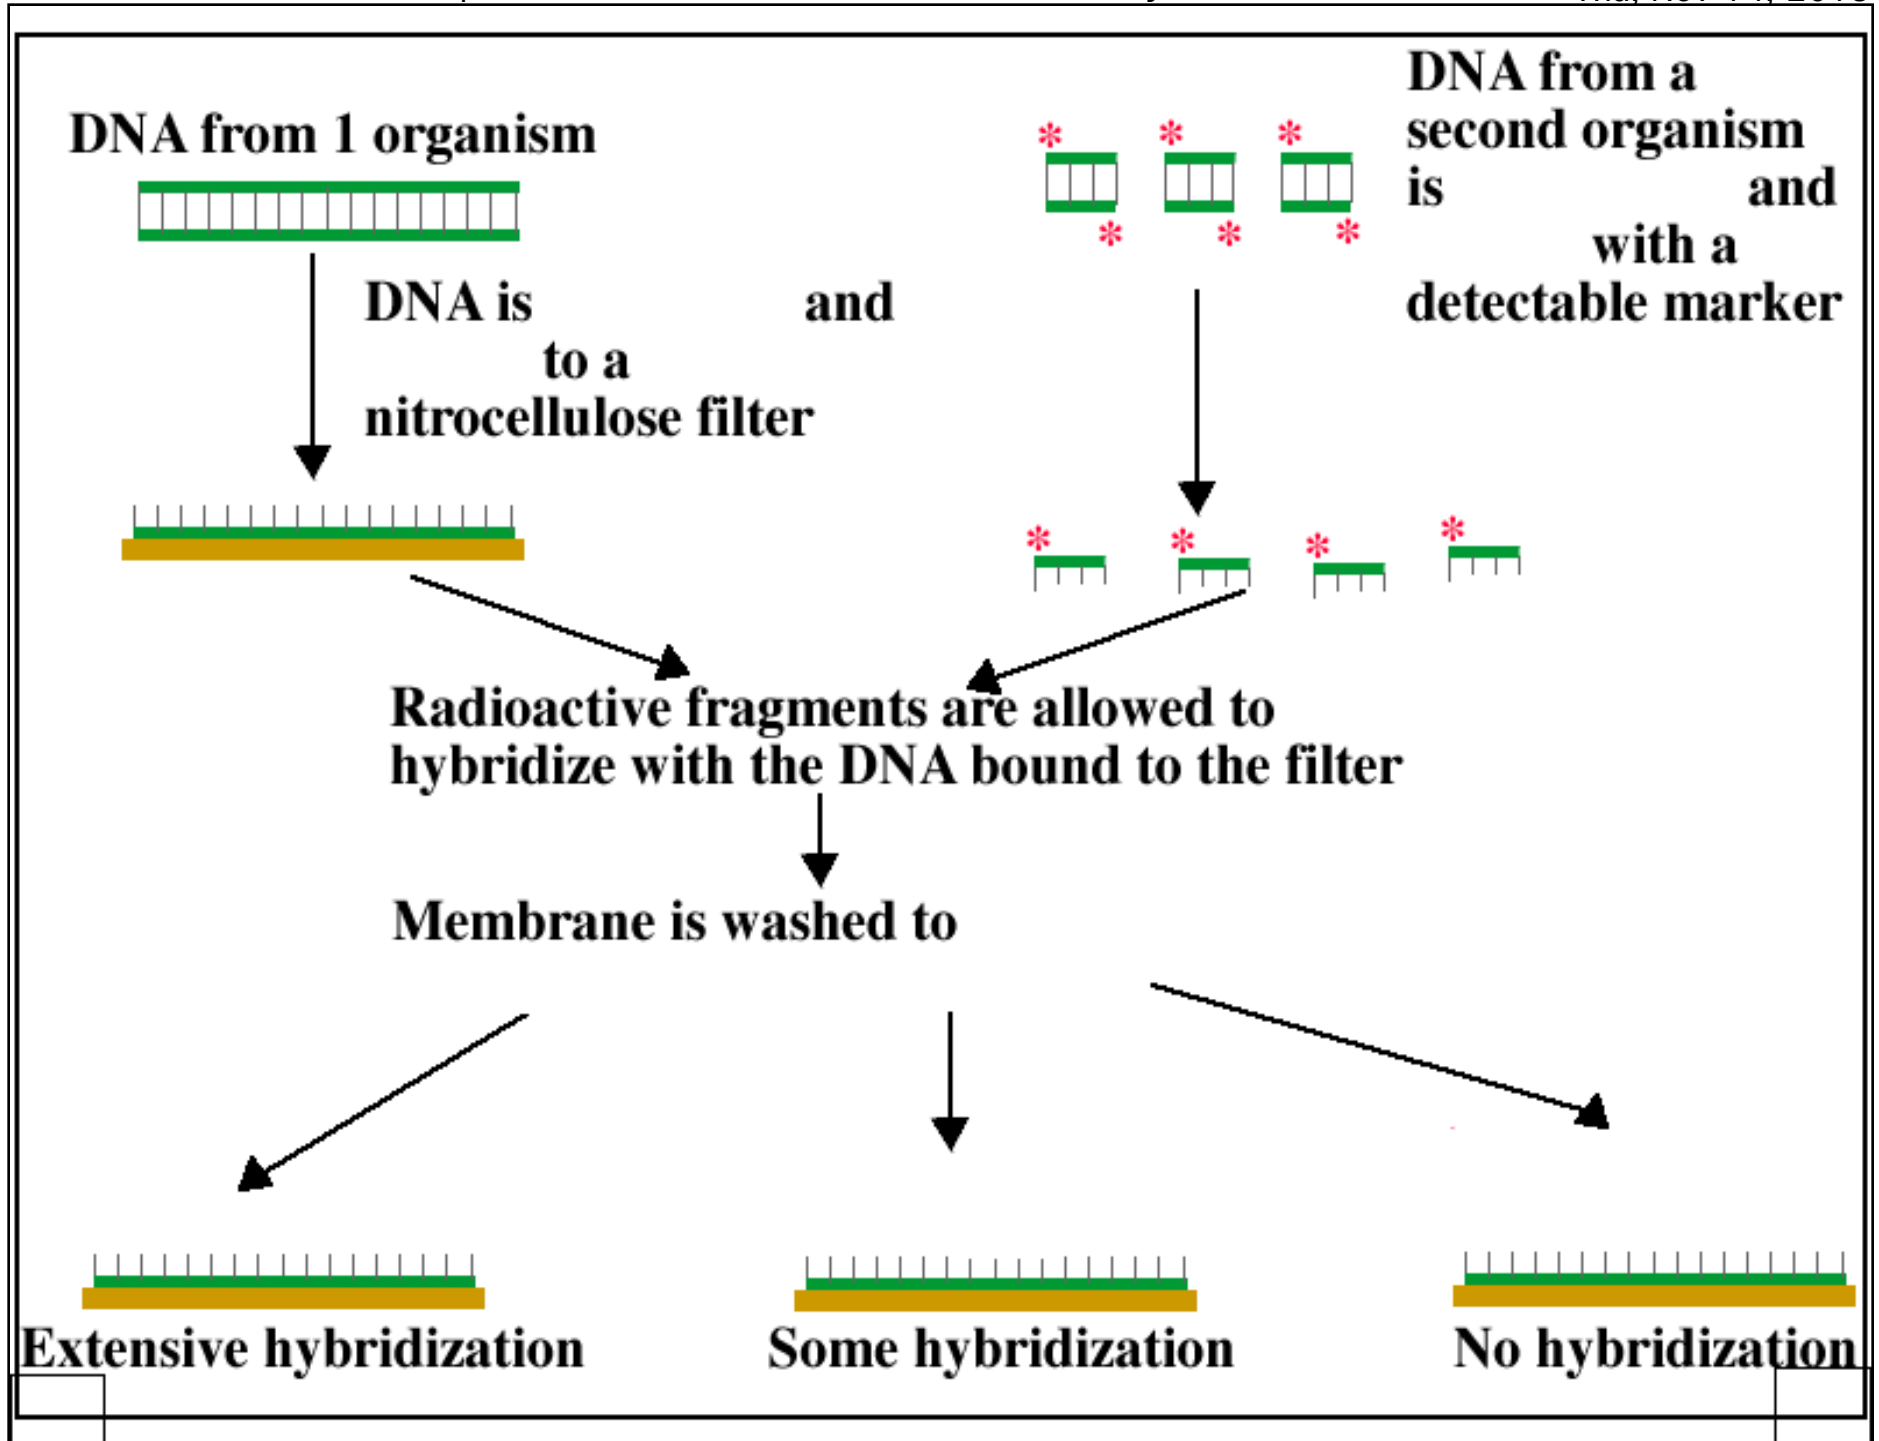 DNA from 1 organism
DNA from a
second organism
is and
with a
detectable marker
DNA is and
to a
nitrocellulose filter
Radioactive fragments are allowed to
hybridize with the DNA bound to the filter
Membrane is washed to
Extensive hybridization
Some hybridization
No hybridization